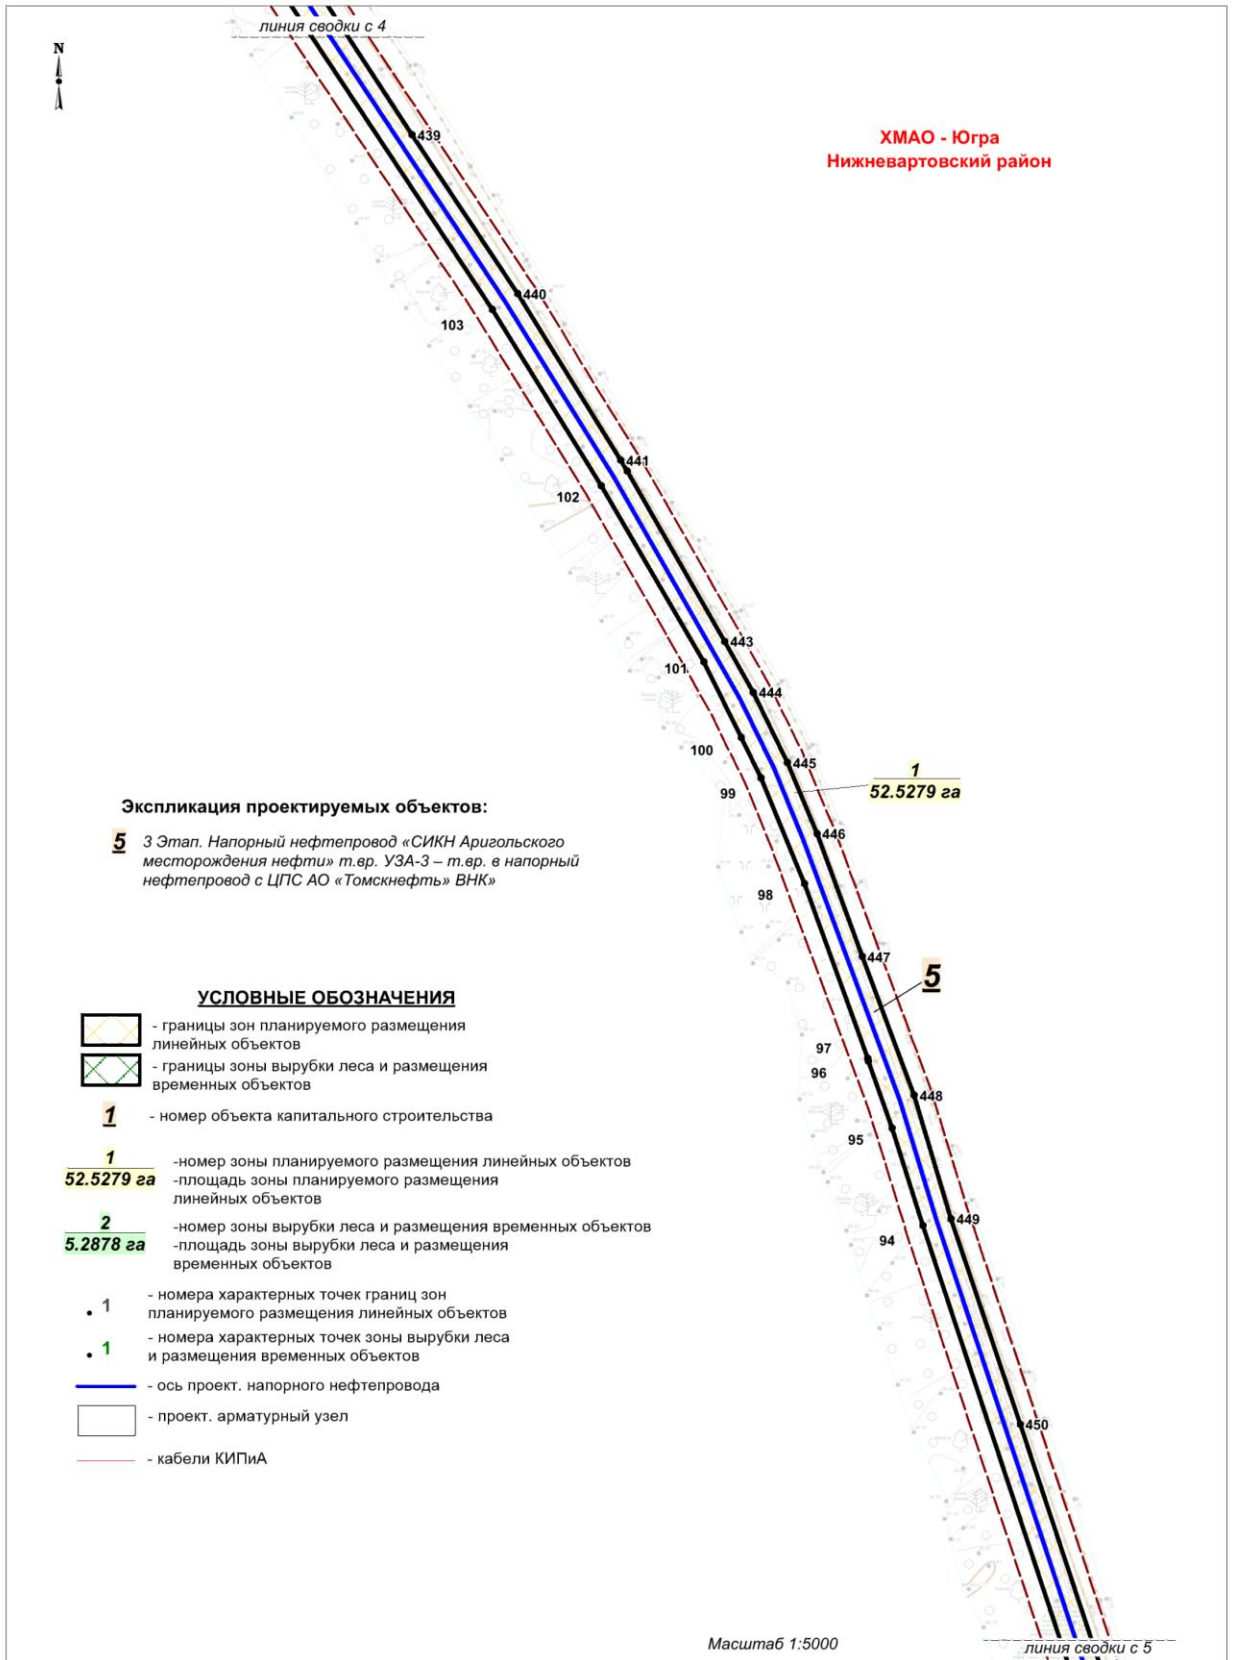 линия сводки с 4
N
ХМАО - Югра
Нижневартовский район
439
440
103
441
102
443
101
444
100
445
99
1
52.5279 га
446
98
447
5
97
96
448
95
449
94
450
Экспликация проектируемых объектов:
5 3 Этап. Напорный нефтепровод «СИКН Аригольского
месторождения нефти» т.вр. УЗА-3 – т.вр. в напорный
нефтепровод с ЦПС АО «Томскнефть» ВНК»
УСЛОВНЫЕ ОБОЗНАЧЕНИЯ
- границы зон планируемого размещения
линейных объектов
- границы зоны вырубки леса и размещения
временных объектов
1 - номер объекта капитального строительства
1
52.5279 га
-номер зоны планируемого размещения линейных объектов
-площадь зоны планируемого размещения
линейных объектов
2
5.2878 га
-номер зоны вырубки леса и размещения временных объектов
-площадь зоны вырубки леса и размещения
временных объектов
1 - номера характерных точек границ зон
планируемого размещения линейных объектов
1 - номера характерных точек зоны вырубки леса
и размещения временных объектов
- ось проект. напорного нефтепровода
- проект. арматурный узел
- кабели КИПиА
Масштаб 1:5000
линия сводки с 5